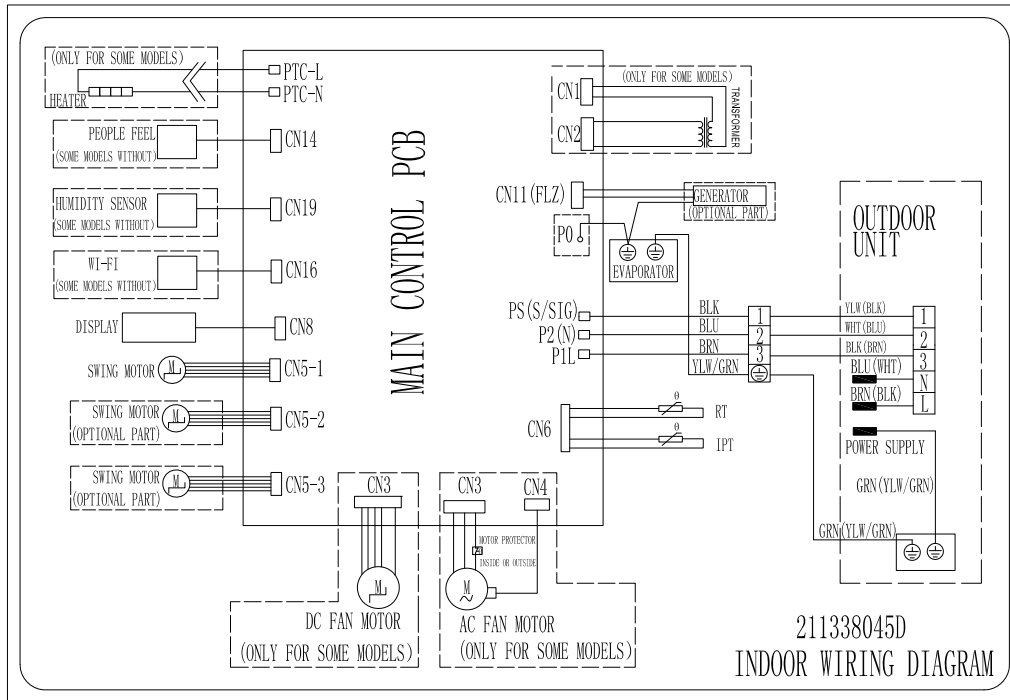 (ONLY FOR SOME MODELS)
HEATER
PTC-L
PTC-N
PEOPLE FEEL
(SOME MODELS WITHOUT)
CN14
HUMIDITY SENSOR
(SOME MODELS WITHOUT)
CN19
WI-FI
(SOME MODELS WITHOUT)
CN16
DISPLAY
CN8
SWING MOTOR
M
CN5-1
SWING MOTOR
(OPTIONAL PART)
M
CN5-2
SWING MOTOR
(OPTIONAL PART)
M
CN5-3
MAIN CONTROL PCB
(ONLY FOR SOME MODELS)
CN1
CN2
TRANSFORMER
CN11(FLZ)
GENERATOR
(OPTIONAL PART)
P0
EVAPORATOR
PS(S/SIG)
P2(N)
P1L
BLK
BLU
BRN
YLW/GRN
1
2
3
YLW(BLK)
WHT(BLU)
BLK(BRN)
BLU(WHT)
BRN(BLK)
OUTDOOR
UNIT
1
2
3
N
L
POWER SUPPLY
GRN(YLW/GRN)
GRN(YLW/GRN)
CN6
θ
RT
θ
IPT
CN3
M
DC FAN MOTOR
(ONLY FOR SOME MODELS)
CN3
CN4
MOTOR PROTECTOR
INSIDE OR OUTSIDE
M
~
AC FAN MOTOR
(ONLY FOR SOME MODELS)
211338045D
INDOOR WIRING DIAGRAM